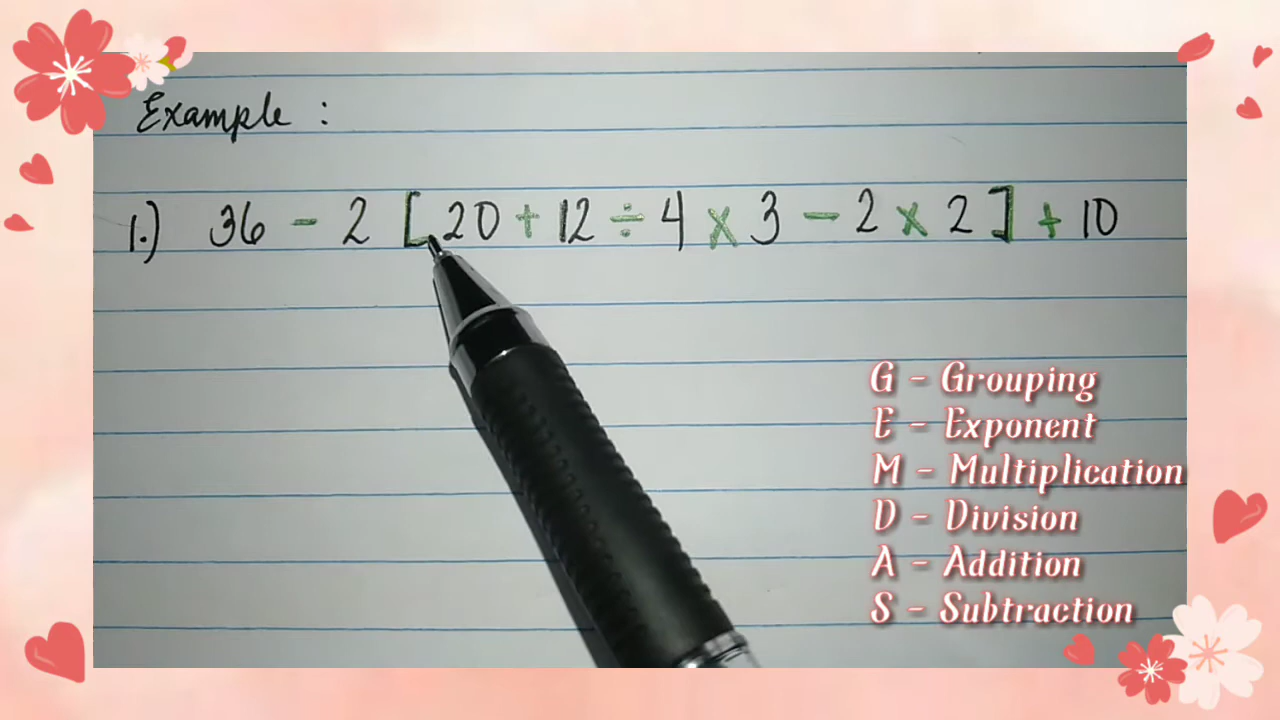 Example :
1.) 36 - 2 [20 + 12 ÷ 4 x 3 - 2 x 2] + 10
G - Grouping
E - Exponent
M - Multiplication
D - Division
A - Addition
S - Subtraction